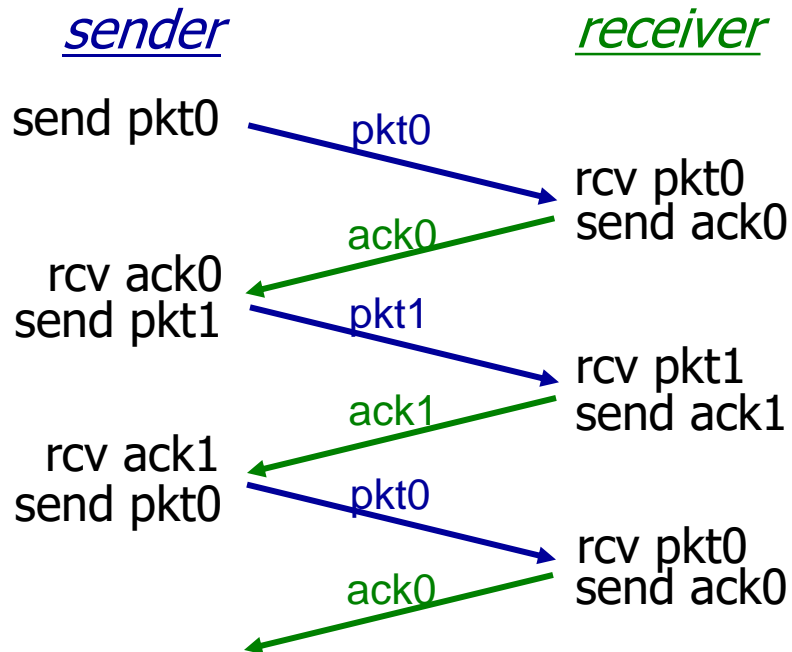 sender
receiver
send pkt0
pkt0
rcv pkt0
send ack0
ack0
rcv ack0
send pkt1
pkt1
rcv pkt1
send ack1
ack1
rcv ack1
send pkt0
pkt0
rcv pkt0
send ack0
ack0